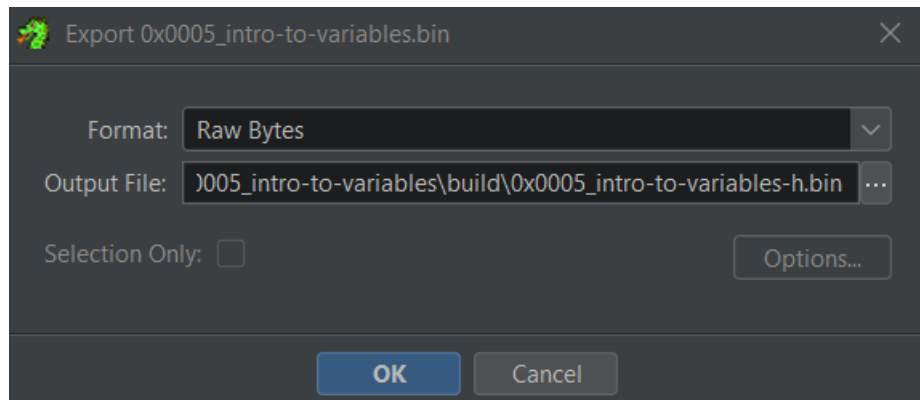 Export 0x0005_intro-to-variables.bin
Format: Raw Bytes
Output File: 0005_intro-to-variables\build\0x0005_intro-to-variables-h.bin ...
Selection Only: Options...
OK Cancel